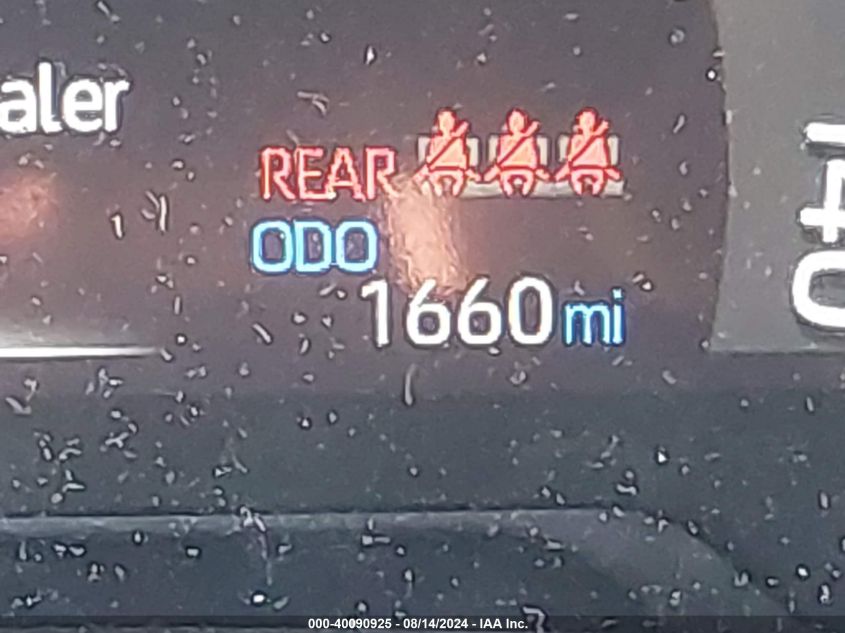 aler
REAR
ODO
1660 mi
000-40090925 - 08/14/2024 - IAA Inc.